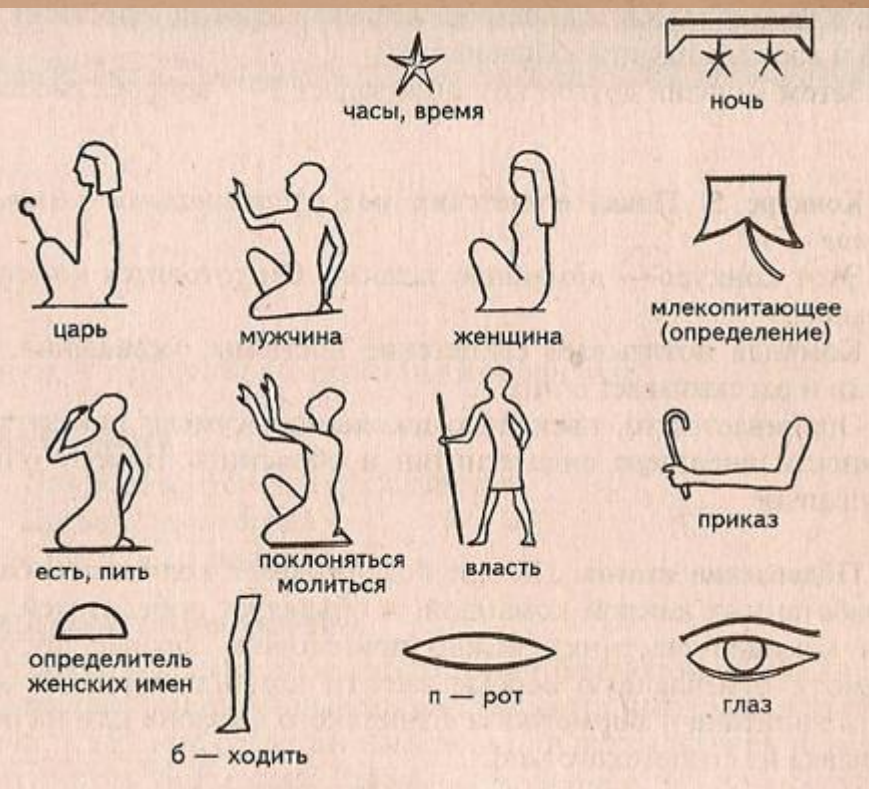 часы, время
ночь
царь
мужчина
женщина
млекопитающее
(определение)
есть, пить
поклоняться
молиться
власть
приказ
определитель
женских имен
б — ходить
п — рот
глаз